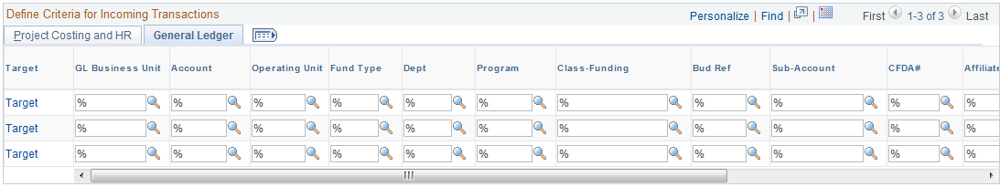 Define Criteria for Incoming Transactions Personalize | Find | | First 1-3 of 3 Last
Project Costing and HR General Ledger
Target GL Business Unit Account Operating Unit Fund Type Dept Program Class-Funding Bud Ref Sub-Account CFDA# Affiliate
Target % % % % % % % % % % %
Target % % % % % % % % % % %
Target % % % % % % % % % % %